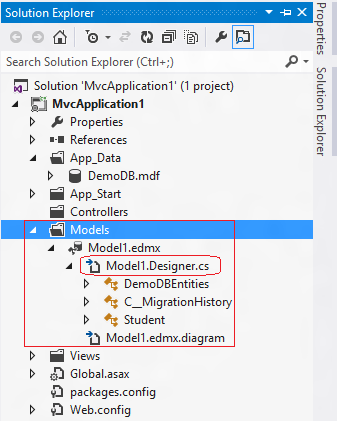 Solution Explorer
Search Solution Explorer (Ctrl+;)
Solution 'MvcApplication1' (1 project)
MvcApplication1
Properties
References
App_Data
DemoDB.mdf
App_Start
Controllers
Models
Model1.edmx
Model1.Designer.cs
DemoDBEntities
C__MigrationHistory
Student
Model1.edmx.diagram
Views
Global.asax
packages.config
Web.config
Properties
Solution Explorer